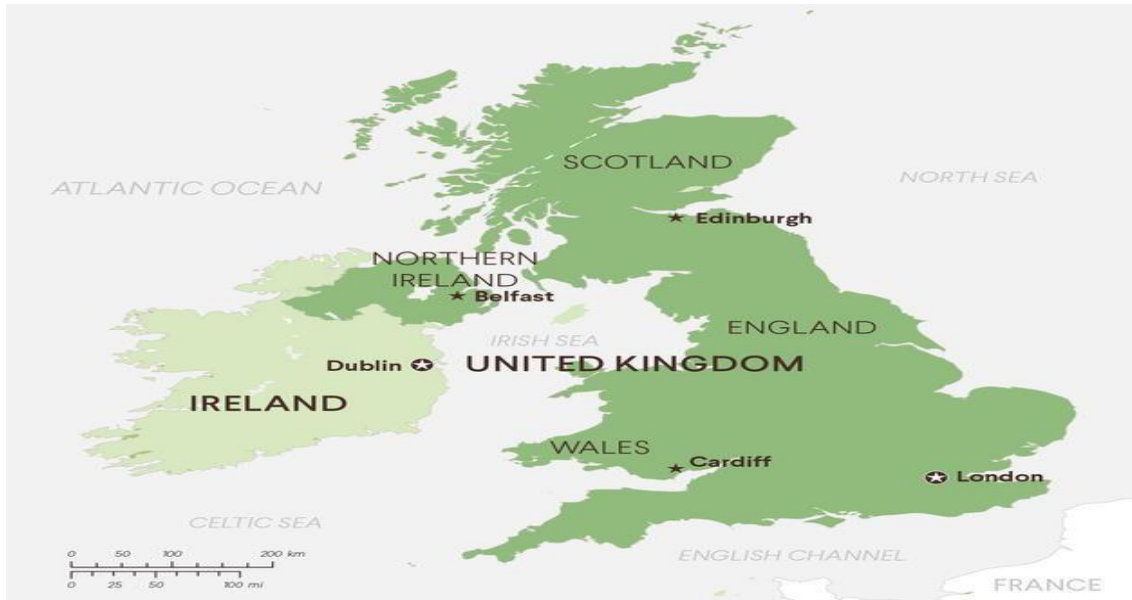 SCOTLAND
ATLANTIC OCEAN
NORTH SEA
Edinburgh
NORTHERN
IRELAND
Belfast
ENGLAND
IRISH SEA
Dublin
UNITED KINGDOM
IRELAND
WALES
Cardiff
London
CELTIC SEA
ENGLISH CHANNEL
0 50 100 200 km
0 25 50 100 mi
FRANCE